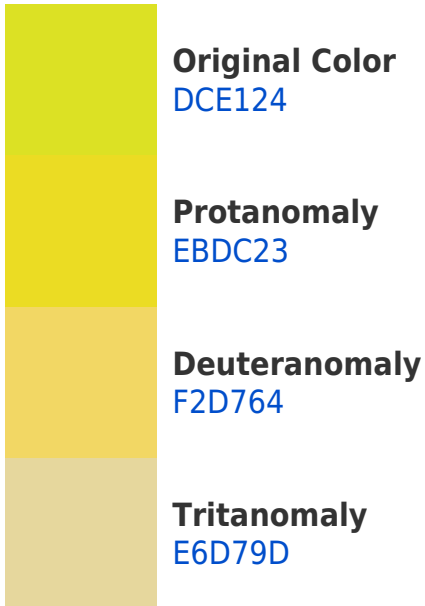 Original Color
DCE124
Protanomaly
EBDC23
Deuteranomaly
F2D764
Tritanomaly
E6D79D